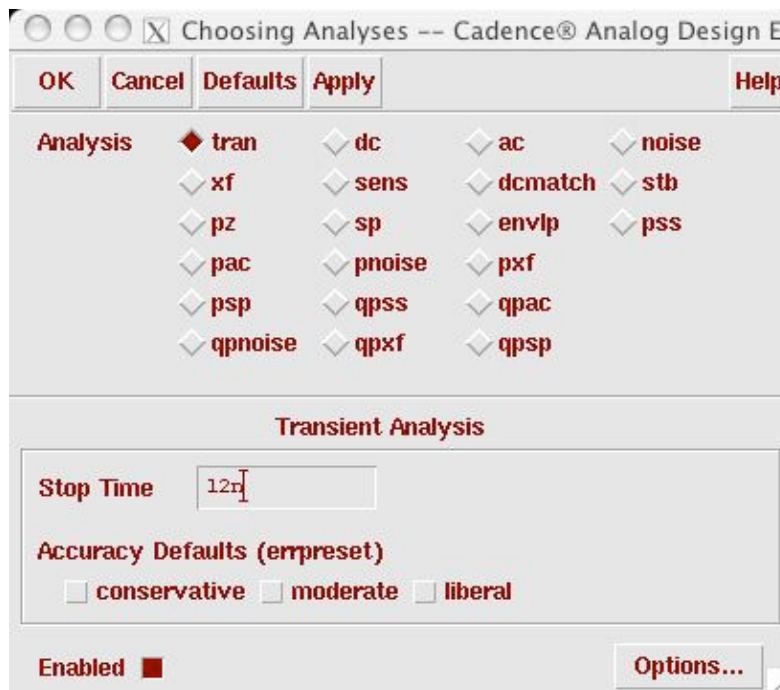 Choosing Analyses -- Cadence® Analog Design E
OK Cancel Defaults Apply Help
Analysis tran dc ac noise
xf sens dcmatch stb
pz sp envlp pss
pac pnoise pxf
psp qpss qpac
qpnoise qpxf qpsp
Transient Analysis
Stop Time 12n
Accuracy Defaults (errpreset)
conservative moderate liberal
Enabled Options...